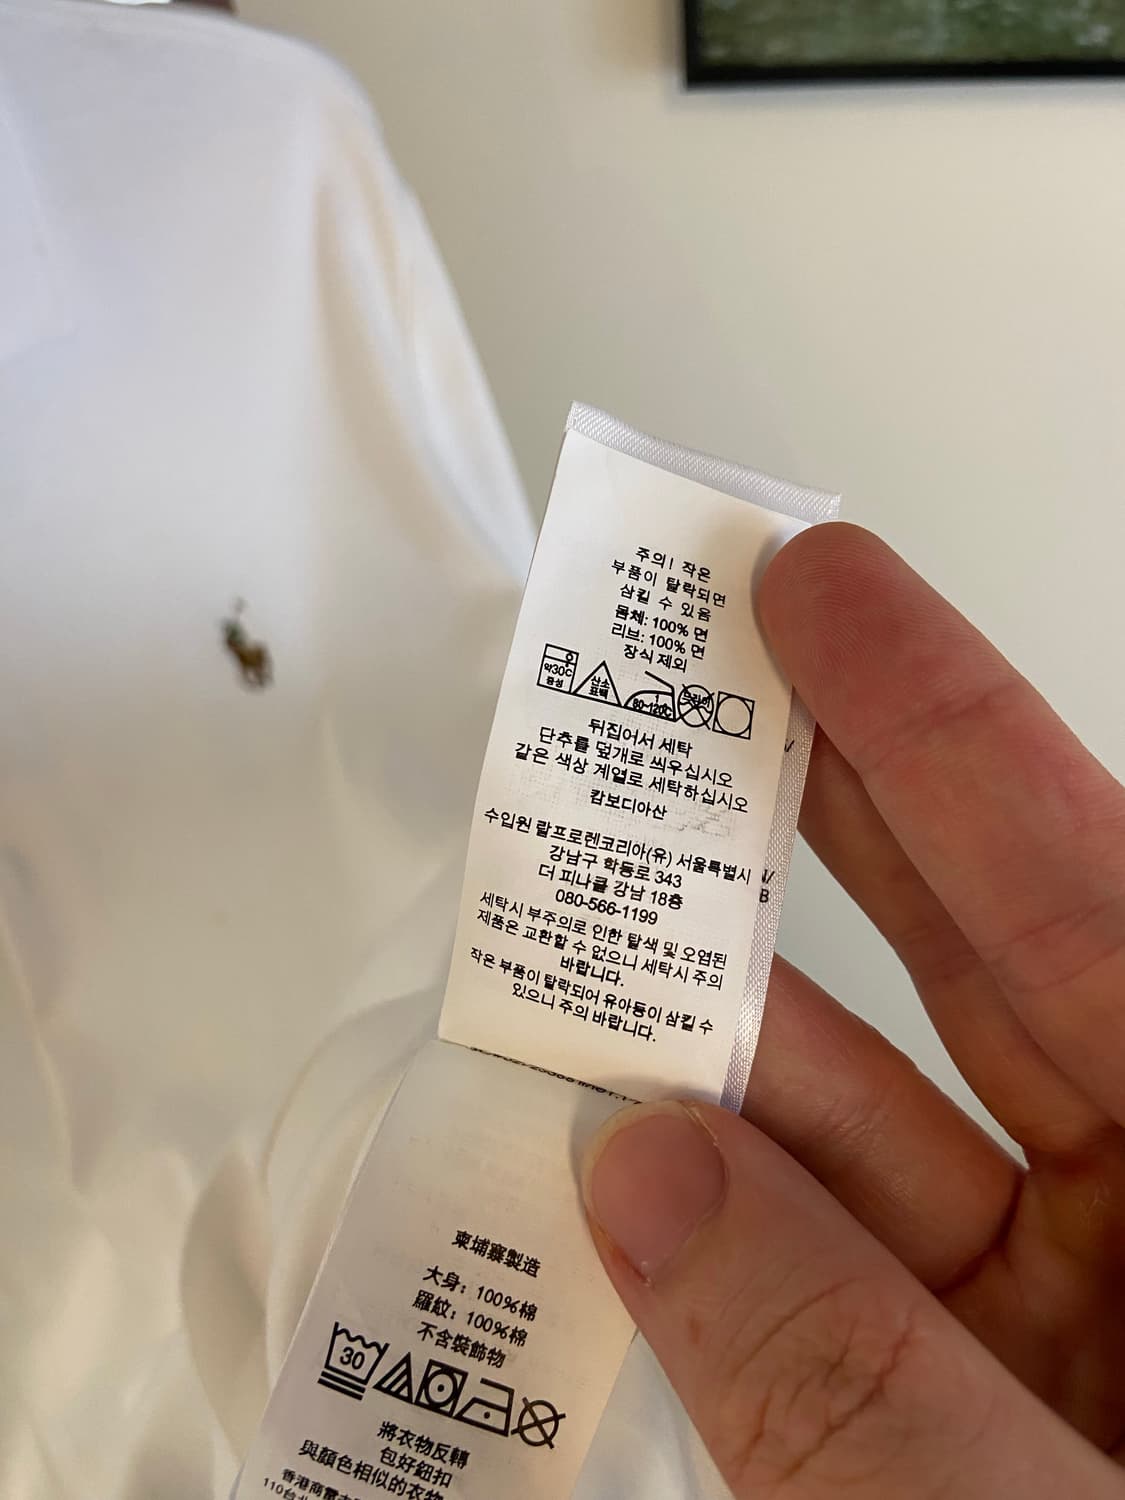 주의! 작은
부품이 탈락되면
삼킬 수 있음
몸체: 100% 면
리브: 100% 면
장식 제외
약30℃
중성
산소
표백
1
80~120℃
드라이
뒤집어서 세탁
단추를 덮개로 씌우십시오
같은 색상 계열로 세탁하십시오
캄보디아산
수입원 랄프로렌코리아(유) 서울특별시
강남구 학동로 343
더 피나클 강남 18층
080-566-1199
세탁시 부주의로 인한 탈색 및 오염된
제품은 교환할 수 없으니 세탁시 주의
바랍니다.
작은 부품이 탈락되어 유아등이 삼킬 수
있으니 주의 바랍니다.
柬埔寨製造
大身: 100%棉
羅紋: 100%棉
不含裝飾物
30
將衣物反轉
包好鈕扣
與顏色相似的衣物
香港商
110台北